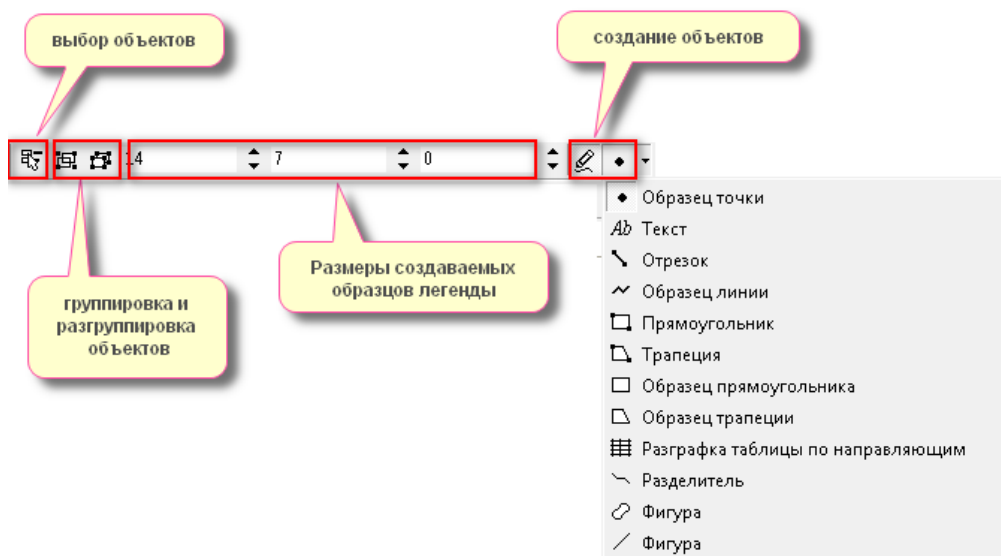 выбор объектов
создание объектов
14 7 0
Размеры создаваемых
образцов легенды
группировка и
разгруппировка
объектов
Образец точки
Ab Текст
Отрезок
Образец линии
Прямоугольник
Трапеция
Образец прямоугольника
Образец трапеции
Разграфка таблицы по направляющим
Разделитель
Фигура
Фигура